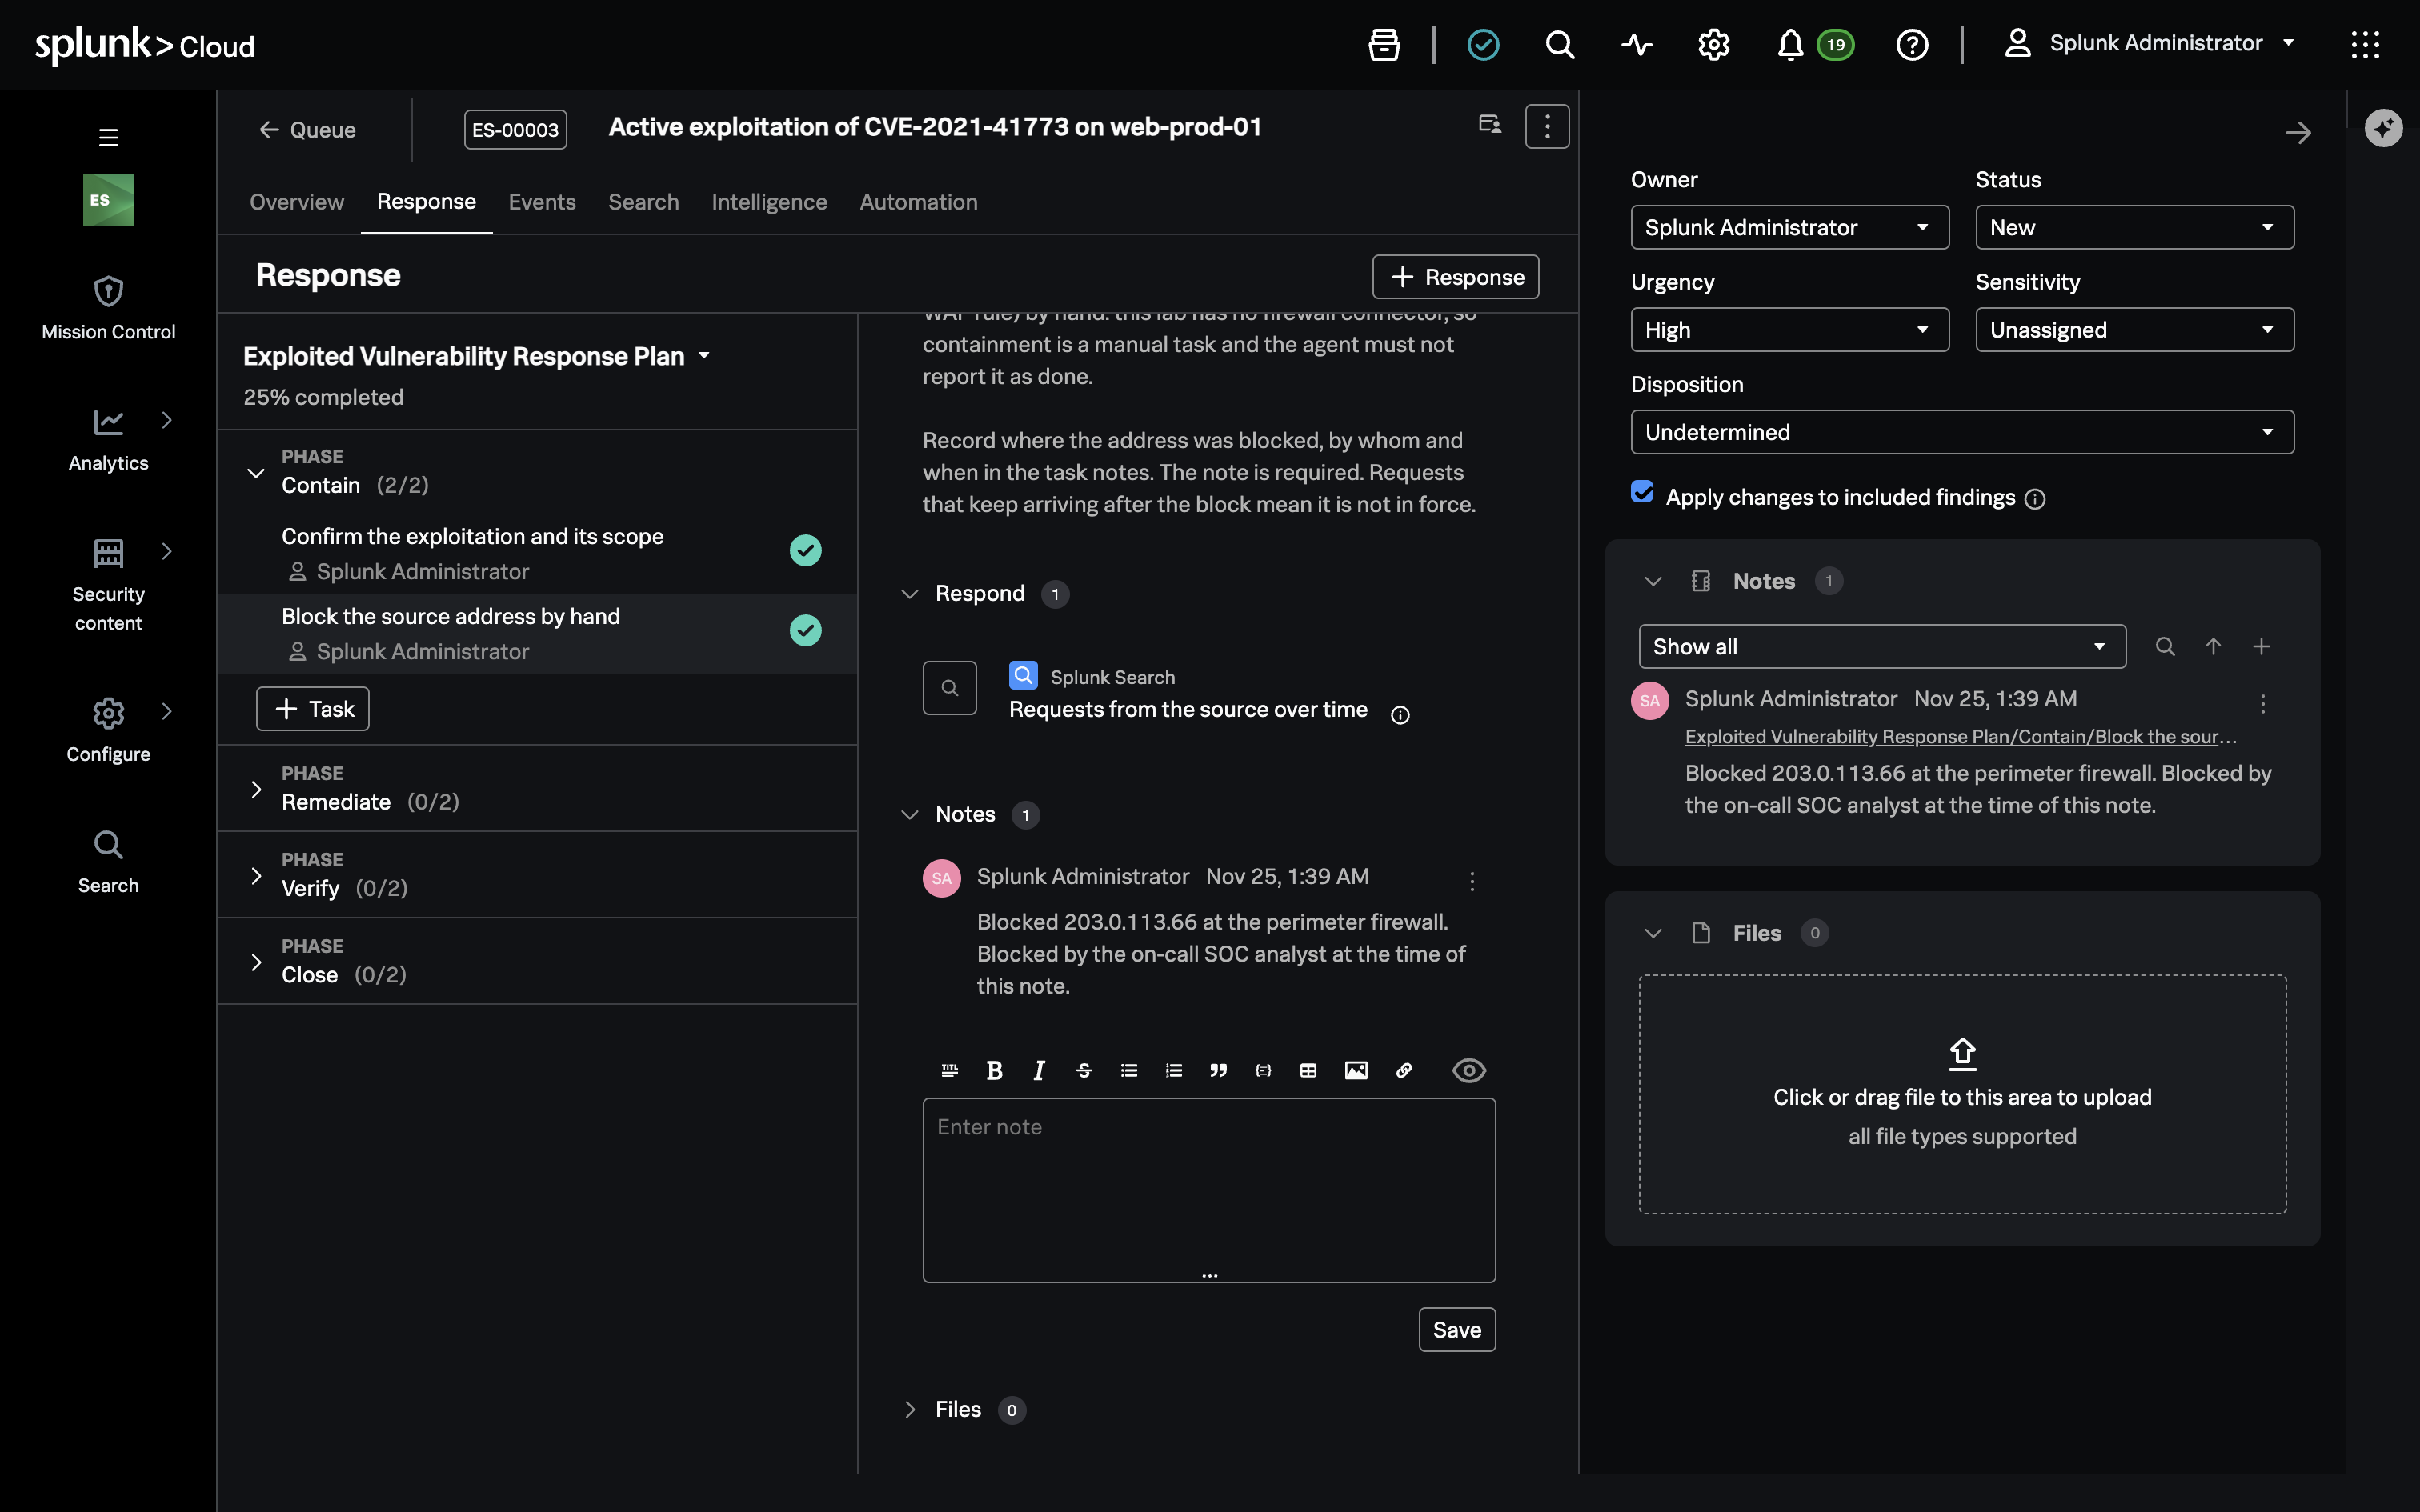 splunk>Cloud
19
Splunk Administrator
ES
Mission Control
Analytics
Security
content
Configure
Search
Queue
ES-00003
Active exploitation of CVE-2021-41773 on web-prod-01
Overview
Response
Events
Search
Intelligence
Automation
Response
Response
Exploited Vulnerability Response Plan
25% completed
PHASE
Contain (2/2)
Confirm the exploitation and its scope
Splunk Administrator
Block the source address by hand
Splunk Administrator
Task
PHASE
Remediate (0/2)
PHASE
Verify (0/2)
PHASE
Close (0/2)
WAF rule) by hand: this lab has no firewall connector, so
containment is a manual task and the agent must not
report it as done.
Record where the address was blocked, by whom and
when in the task notes. The note is required. Requests
that keep arriving after the block mean it is not in force.
Respond 1
Splunk Search
Requests from the source over time
Notes 1
SA
Splunk Administrator Nov 25, 1:39 AM
Blocked 203.0.113.66 at the perimeter firewall.
Blocked by the on-call SOC analyst at the time of
this note.
TITL B I S
Enter note
Save
Files 0
Owner
Splunk Administrator
Status
New
Urgency
High
Sensitivity
Unassigned
Disposition
Undetermined
Apply changes to included findings
Notes 1
Show all
SA
Splunk Administrator Nov 25, 1:39 AM
Exploited Vulnerability Response Plan/Contain/Block the sour...
Blocked 203.0.113.66 at the perimeter firewall. Blocked by
the on-call SOC analyst at the time of this note.
Files 0
Click or drag file to this area to upload
all file types supported